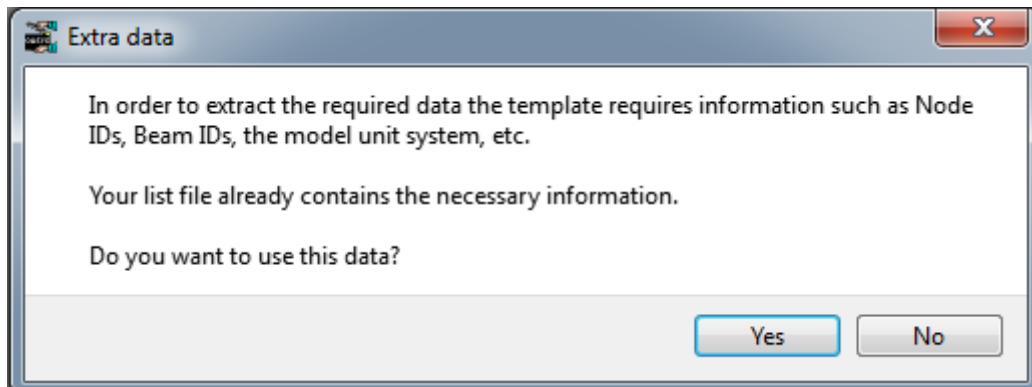 Extra data
In order to extract the required data the template requires information such as Node
IDs, Beam IDs, the model unit system, etc.
Your list file already contains the necessary information.
Do you want to use this data?
Yes
No